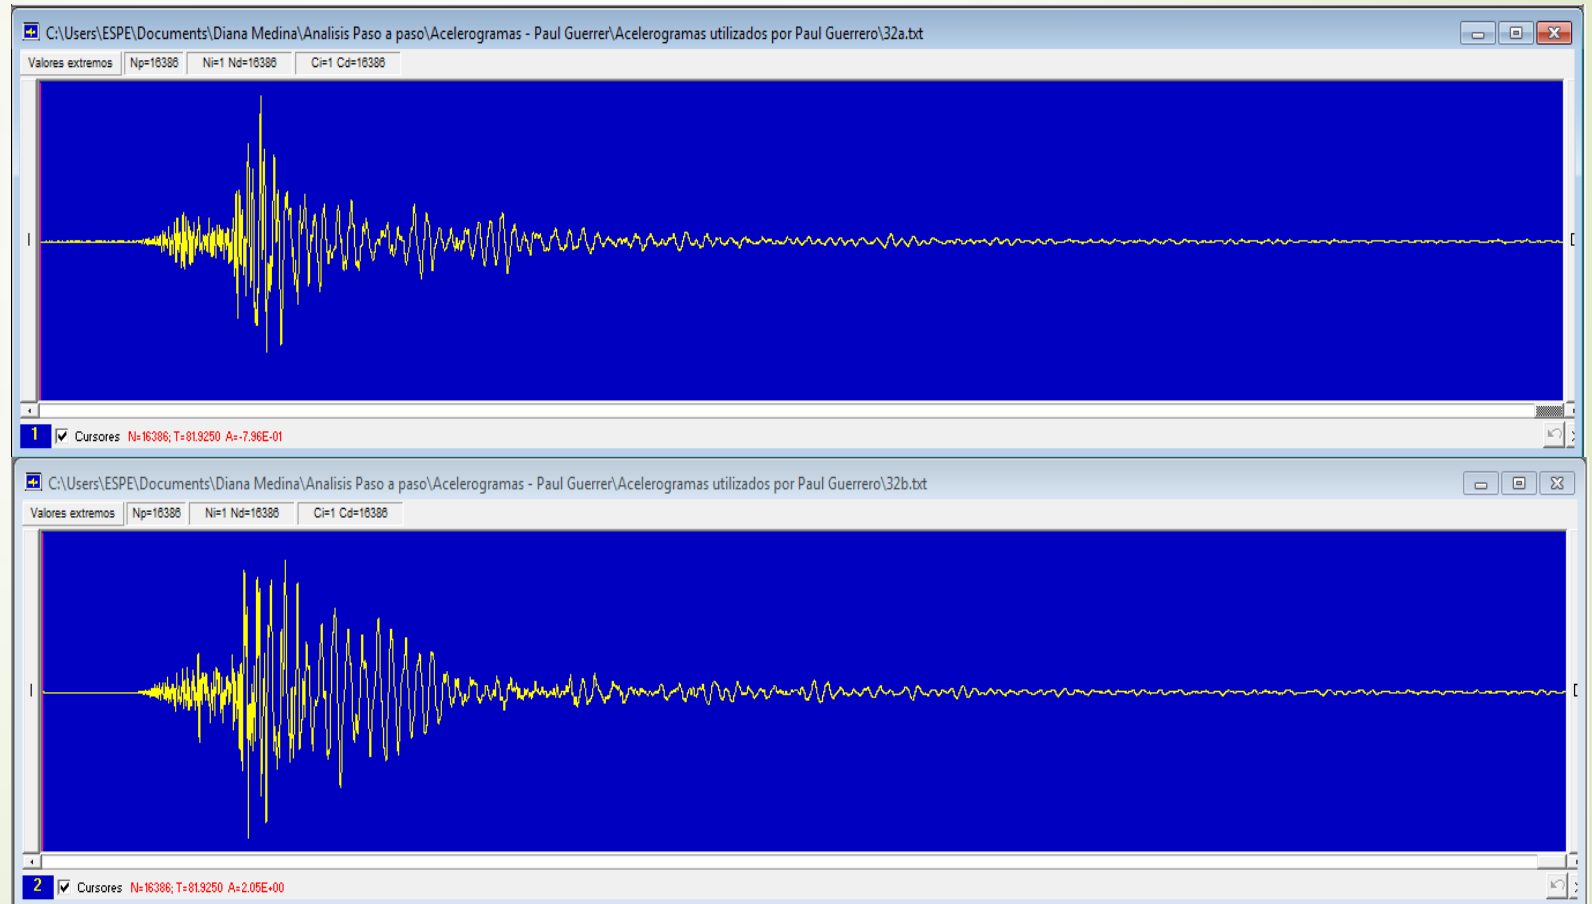 C:\Users\ESPE\Documents\Diana Medina\Analisis Paso a paso\Acelerogramas - Paul Guerrer\Acelerogramas utilizados por Paul Guerrero\32a.txt
Valores extremos Np=16386 Ni=1 Nd=16386 Ci=1 Cd=16386
1 Cursores N=16386; T=81.9250 A=-7.96E-01
C:\Users\ESPE\Documents\Diana Medina\Analisis Paso a paso\Acelerogramas - Paul Guerrer\Acelerogramas utilizados por Paul Guerrero\32b.txt
Valores extremos Np=16386 Ni=1 Nd=16386 Ci=1 Cd=16386
2 Cursores N=16386; T=81.9250 A=2.05E+00